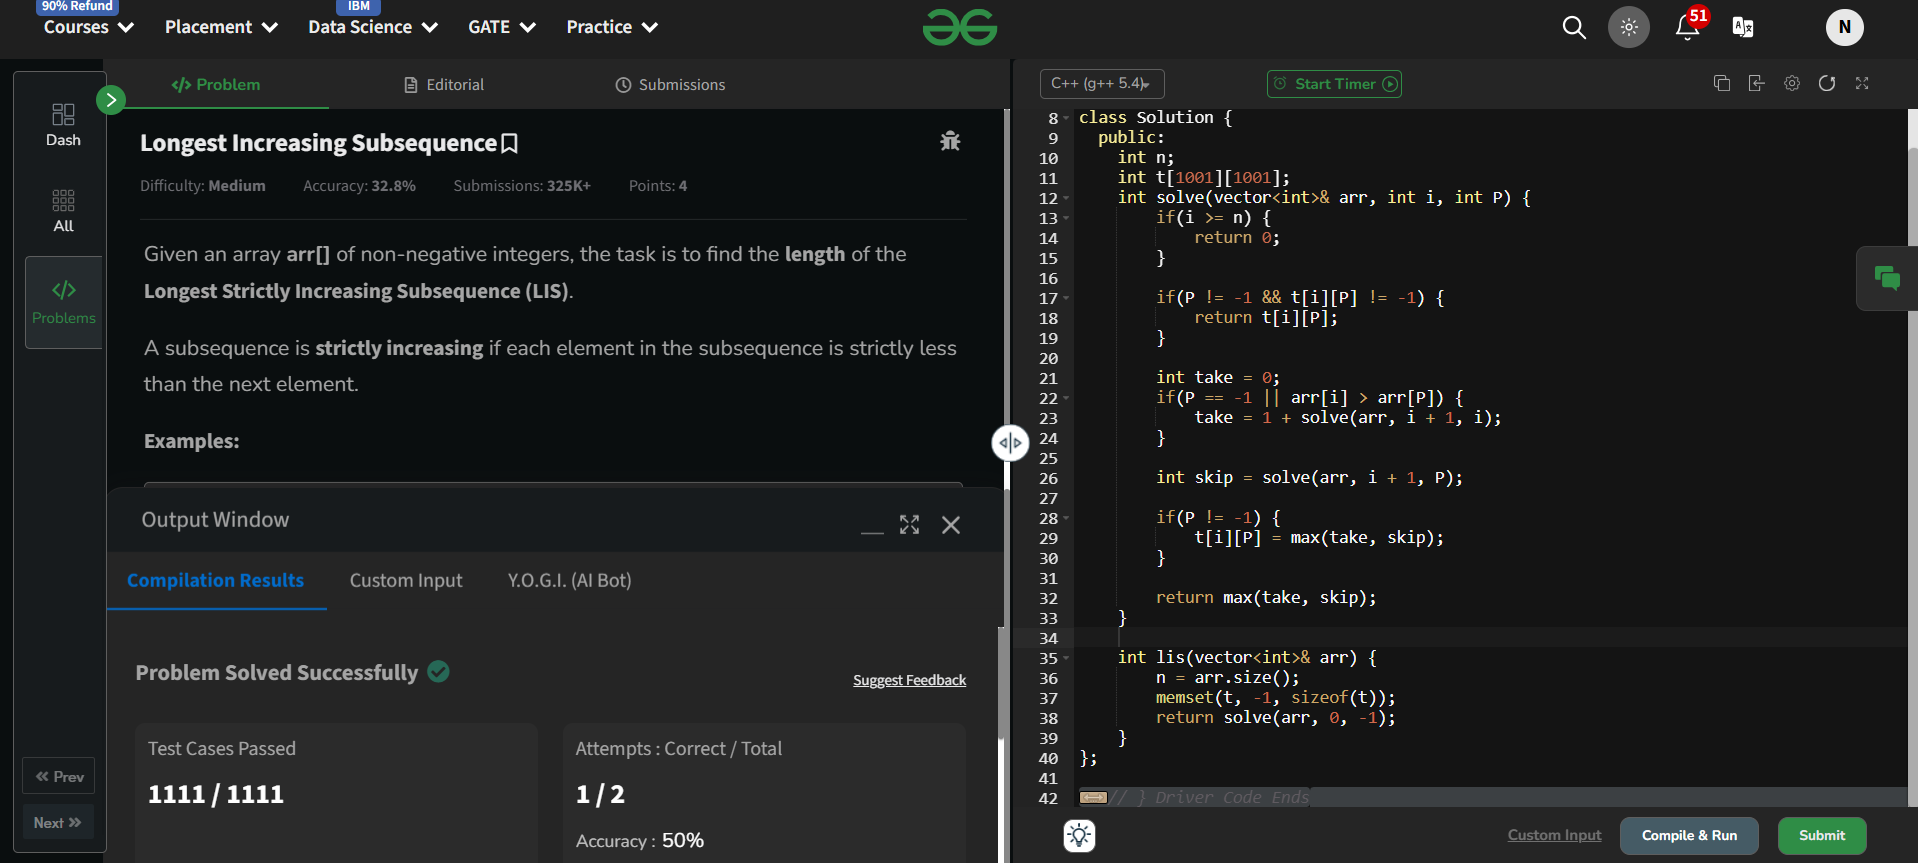 90% Refund
IBM
Courses Placement Data Science GATE Practice
51
N
Dash
All
Problems
Prev
Next
Problem Editorial Submissions
Longest Increasing Subsequence
Difficulty: Medium Accuracy: 32.8% Submissions: 325K+ Points: 4
Given an array arr[] of non-negative integers, the task is to find the length of the
Longest Strictly Increasing Subsequence (LIS).
A subsequence is strictly increasing if each element in the subsequence is strictly less
than the next element.
Examples:
Output Window
Compilation Results Custom Input Y.O.G.I. (AI Bot)
Problem Solved Successfully
Suggest Feedback
Test Cases Passed
1111 / 1111
Attempts : Correct / Total
1 / 2
Accuracy : 50%
C++ (g++ 5.4)
Start Timer
8 class Solution {
9   public:
10     int n;
11     int t[1001][1001];
12     int solve(vector<int>& arr, int i, int P) {
13         if(i >= n) {
14             return 0;
15         }
16
17         if(P != -1 && t[i][P] != -1) {
18             return t[i][P];
19         }
20
21         int take = 0;
22         if(P == -1 || arr[i] > arr[P]) {
23             take = 1 + solve(arr, i + 1, i);
24         }
25
26         int skip = solve(arr, i + 1, P);
27
28         if(P != -1) {
29             t[i][P] = max(take, skip);
30         }
31
32         return max(take, skip);
33     }
34
35     int lis(vector<int>& arr) {
36         n = arr.size();
37         memset(t, -1, sizeof(t));
38         return solve(arr, 0, -1);
39     }
40 };
41
42 // } Driver Code Ends
Custom Input Compile & Run Submit